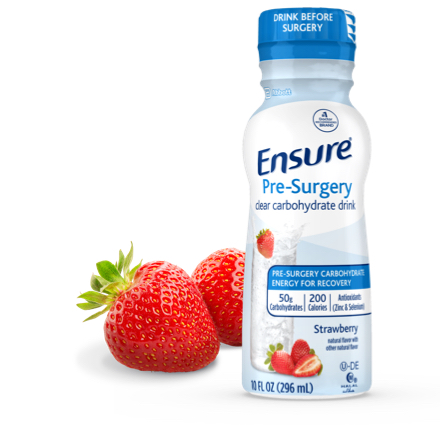 DRINK BEFORE
SURGERY
Abbott
BRAND
Ensure®
Pre-Surgery
clear carbohydrate drink
PRE-SURGERY CARBOHYDRATE
ENERGY FOR RECOVERY
50g
Carbohydrates
200
Calories
Antioxidants
(Zinc & Selenium)
Strawberry
natural flavor with
other natural flavor
U-DE
10 FL OZ (296 mL)